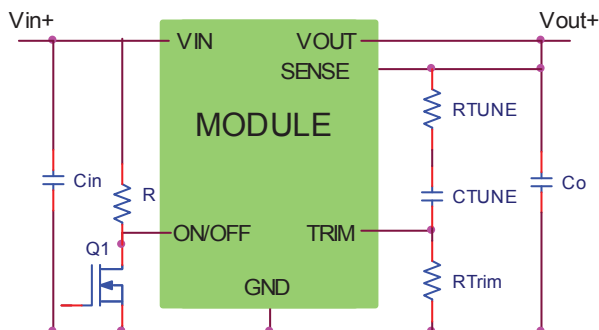 Vin+
Vout+
VIN
VOUT
SENSE
RTUNE
MODULE
Cin
R
CTUNE
Co
Q1
ON/OFF
TRIM
RTrim
GND